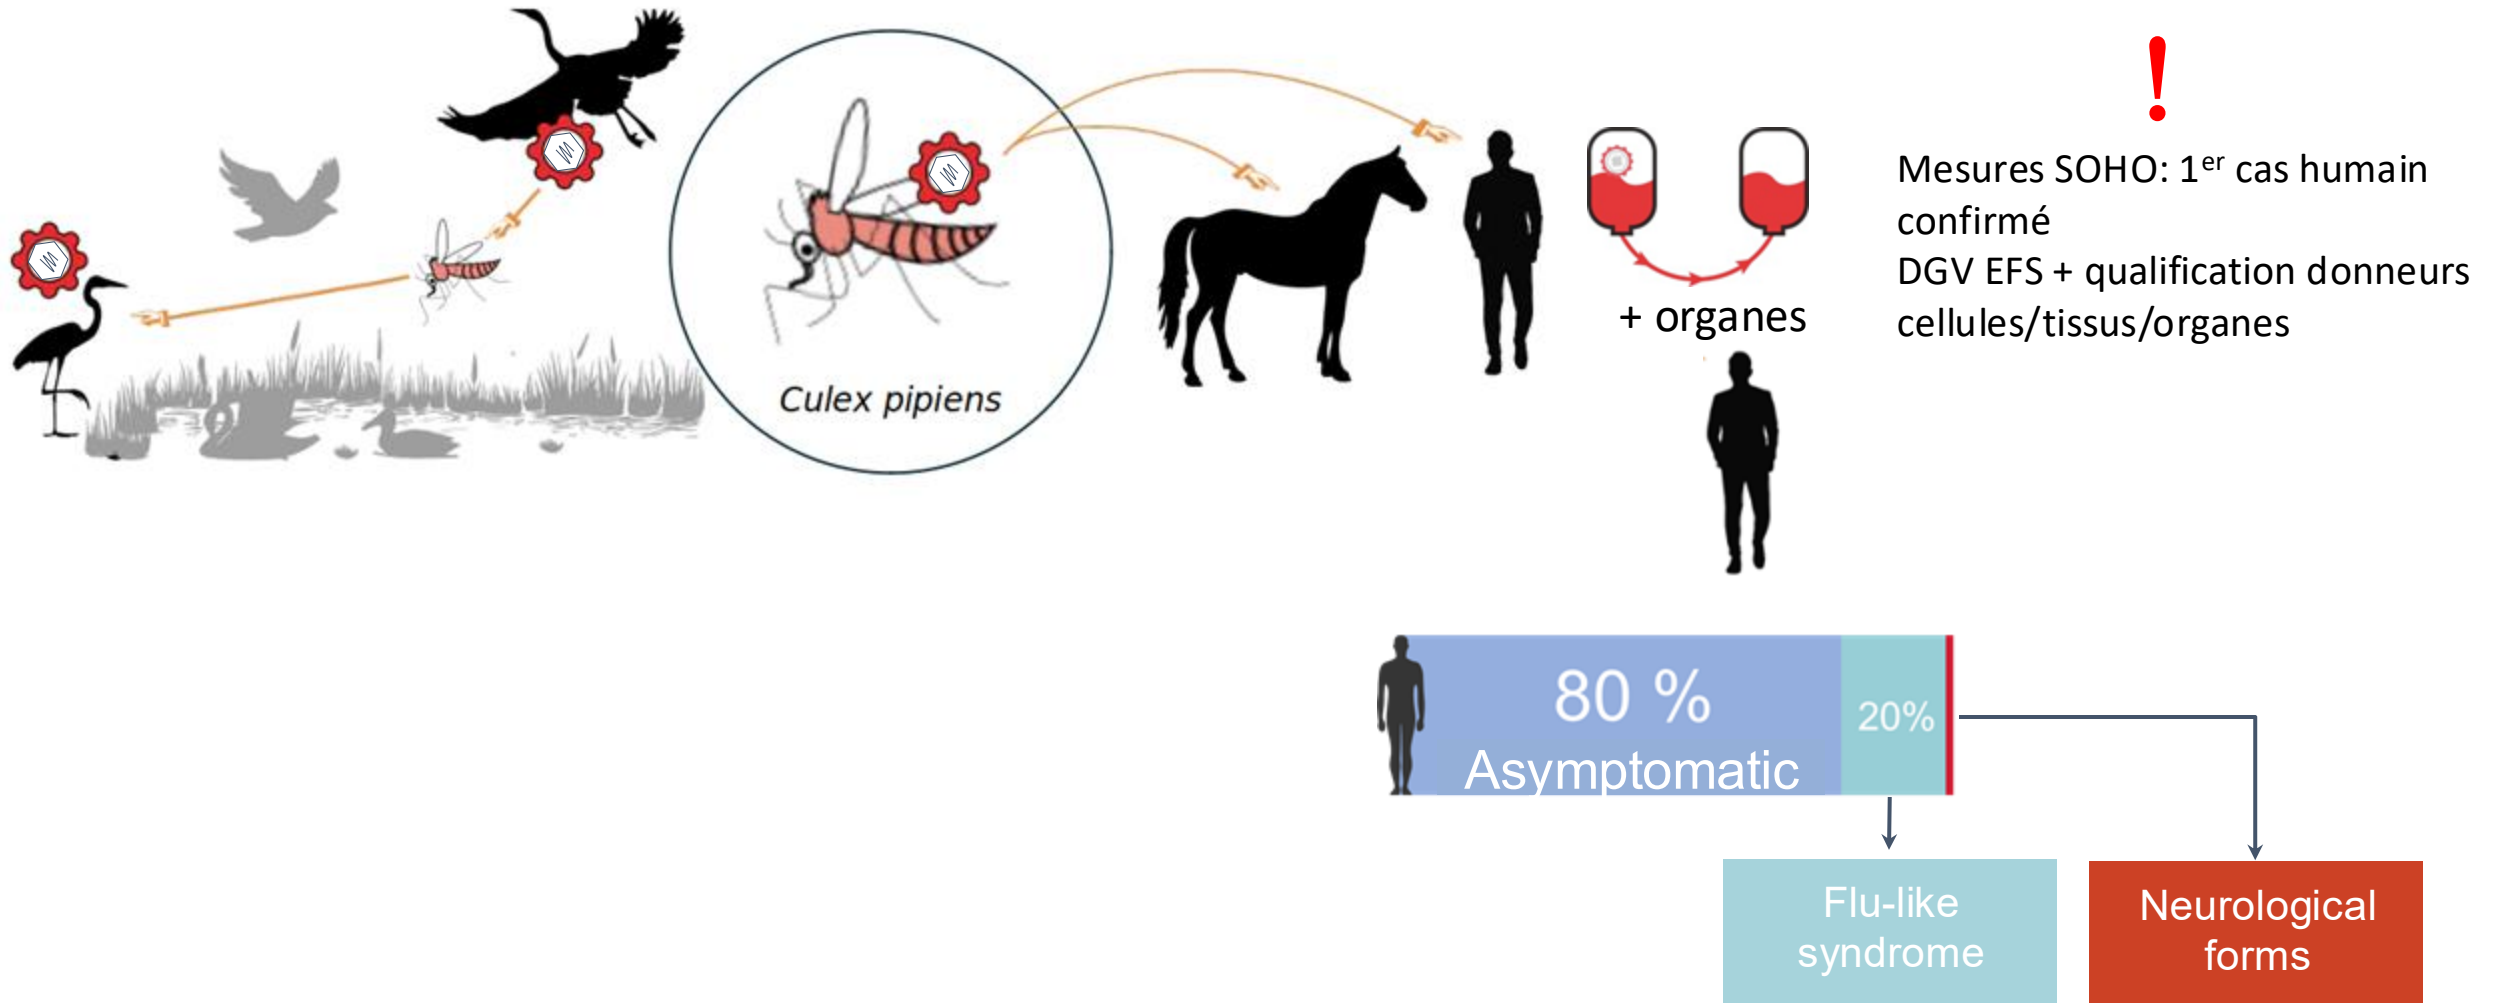 Culex pipiens
+ organes
!
Mesures SOHO: 1er cas humain
confirmé
DGV EFS + qualification donneurs
cellules/tissus/organes
80 %
Asymptomatic
20%
Flu-like
syndrome
Neurological
forms